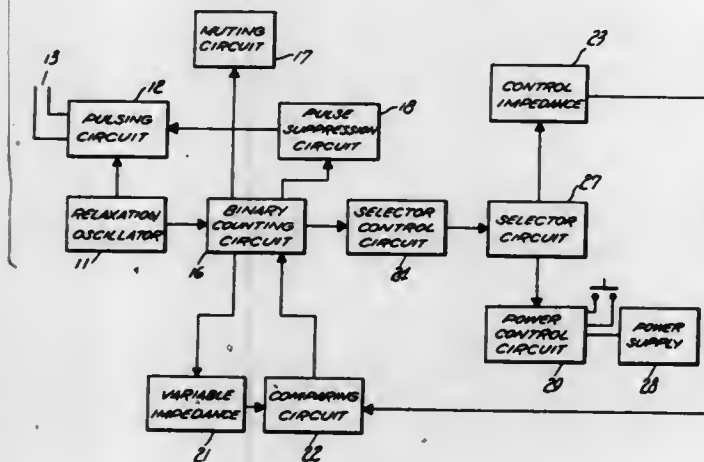 MUTING
CIRCUIT
17
13
12
PULSING
CIRCUIT
18
PULSE
SUPPRESSION
CIRCUIT
23
CONTROL
IMPEDANCE
RELAXATION
OSCILLATOR
11
BINARY
COUNTING
CIRCUIT
16
SELECTOR
CONTROL
CIRCUIT
24
27
SELECTOR
CIRCUIT
POWER
CONTROL
CIRCUIT
20
POWER
SUPPLY
28
VARIABLE
IMPEDANCE
21
COMPARING
CIRCUIT
22